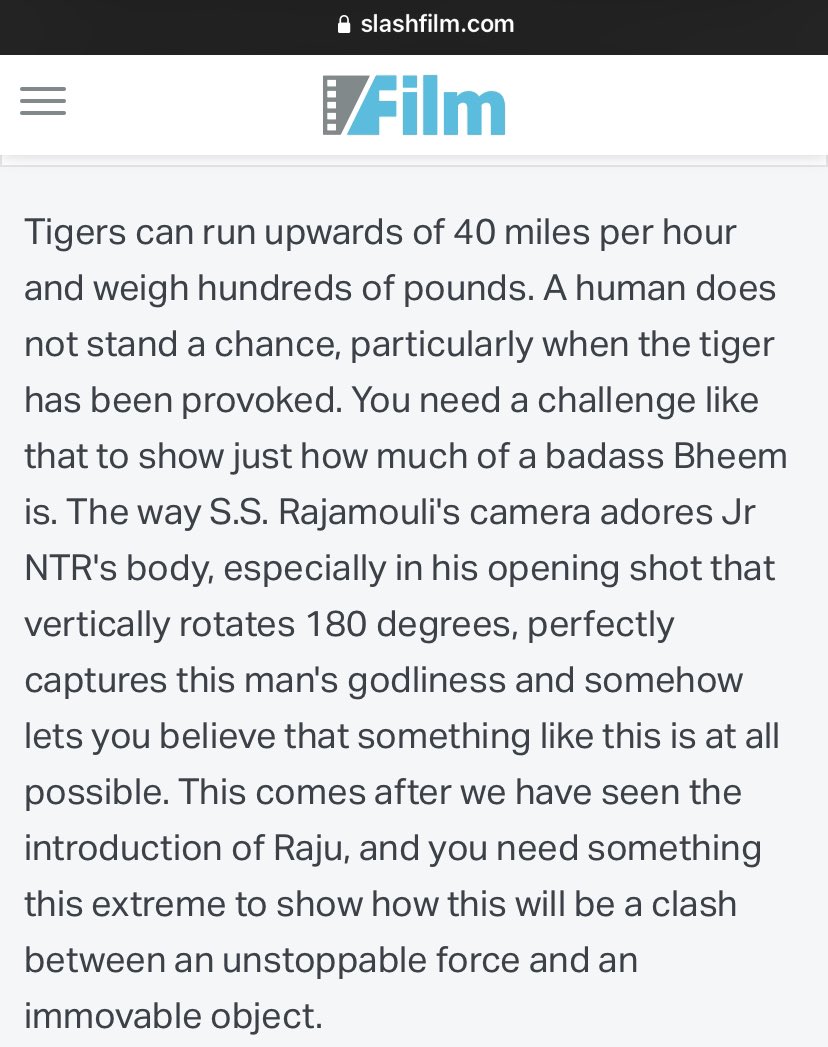 slashfilm.com
/Film
Tigers can run upwards of 40 miles per hour
and weigh hundreds of pounds. A human does
not stand a chance, particularly when the tiger
has been provoked. You need a challenge like
that to show just how much of a badass Bheem
is. The way S.S. Rajamouli's camera adores Jr
NTR's body, especially in his opening shot that
vertically rotates 180 degrees, perfectly
captures this man's godliness and somehow
lets you believe that something like this is at all
possible. This comes after we have seen the
introduction of Raju, and you need something
this extreme to show how this will be a clash
between an unstoppable force and an
immovable object.